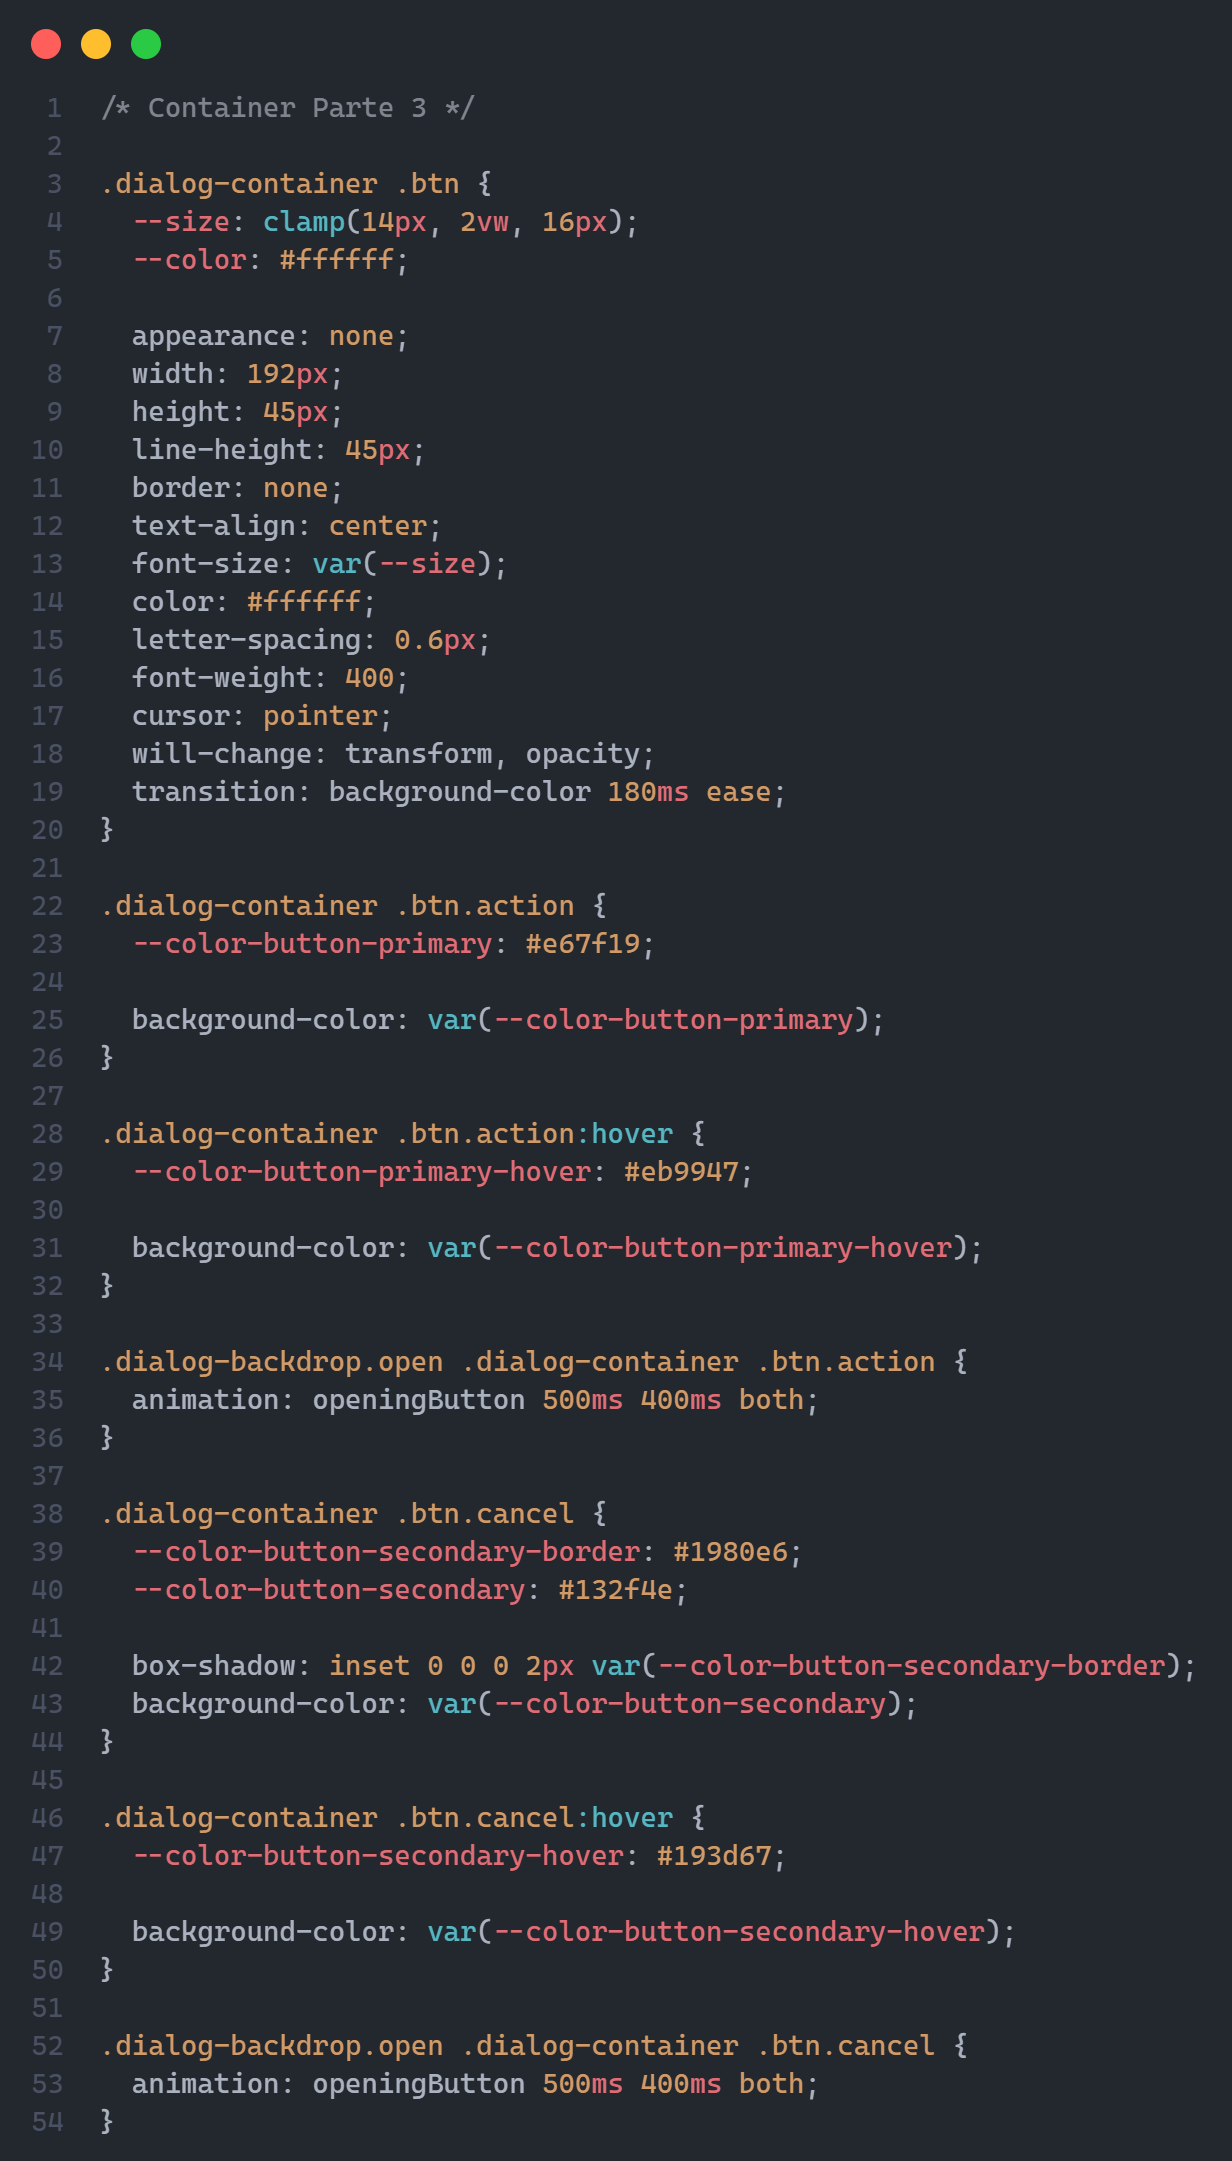 1 /* Container Parte 3 */
2
3 .dialog-container .btn {
4   --size: clamp(14px, 2vw, 16px);
5   --color: #ffffff;
6
7   appearance: none;
8   width: 192px;
9   height: 45px;
10   line-height: 45px;
11   border: none;
12   text-align: center;
13   font-size: var(--size);
14   color: #ffffff;
15   letter-spacing: 0.6px;
16   font-weight: 400;
17   cursor: pointer;
18   will-change: transform, opacity;
19   transition: background-color 180ms ease;
20 }
21
22 .dialog-container .btn.action {
23   --color-button-primary: #e67f19;
24
25   background-color: var(--color-button-primary);
26 }
27
28 .dialog-container .btn.action:hover {
29   --color-button-primary-hover: #eb9947;
30
31   background-color: var(--color-button-primary-hover);
32 }
33
34 .dialog-backdrop.open .dialog-container .btn.action {
35   animation: openingButton 500ms 400ms both;
36 }
37
38 .dialog-container .btn.cancel {
39   --color-button-secondary-border: #1980e6;
40   --color-button-secondary: #132f4e;
41
42   box-shadow: inset 0 0 0 2px var(--color-button-secondary-border);
43   background-color: var(--color-button-secondary);
44 }
45
46 .dialog-container .btn.cancel:hover {
47   --color-button-secondary-hover: #193d67;
48
49   background-color: var(--color-button-secondary-hover);
50 }
51
52 .dialog-backdrop.open .dialog-container .btn.cancel {
53   animation: openingButton 500ms 400ms both;
54 }